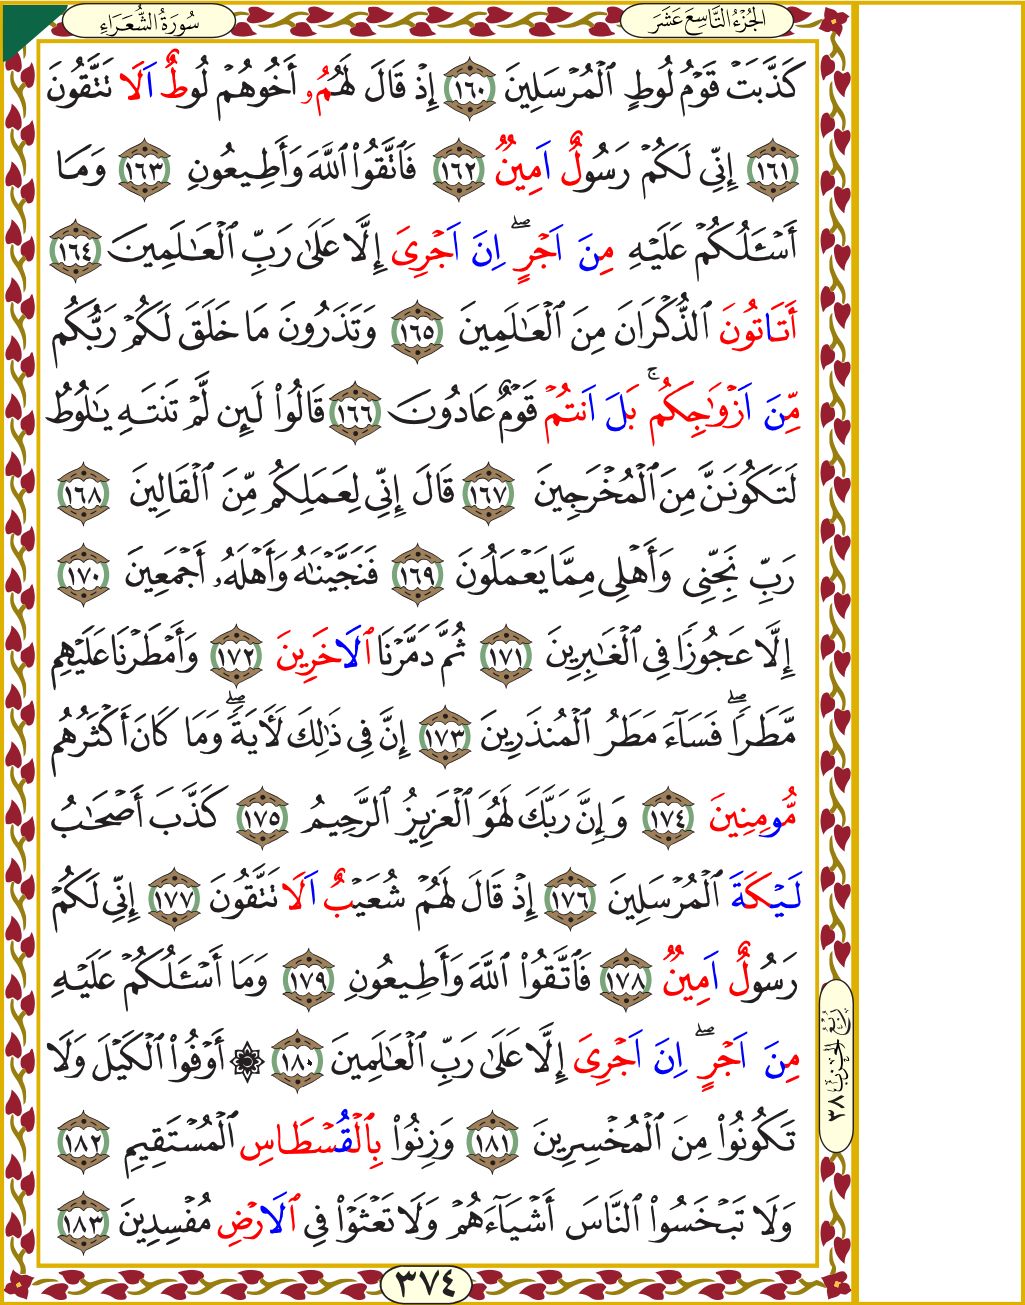 الجُزْءُ التَّاسِعَ عَشَرَ
سُورَةُ الشُّعَرَاءِ
كَذَّبَتْ قَوْمُ لُوطٍ ٱلْمُرْسَلِينَ ١٦٠ إِذْ قَالَ لَهُمُۥ أَخُوهُمْ لُوطٌ اَلَا تَتَّقُونَ
١٦١ إِنِّي لَكُمْ رَسُولٌ اَمِينٌ ١٦٢ فَٱتَّقُوا۟ ٱللَّهَ وَأَطِيعُونِ ١٦٣ وَمَا
أَسْـَٔلُكُمْ عَلَيْهِ مِنَ اَجْرٍ ۖ اِنَ اَجْرِىَ إِلَّا عَلَىٰ رَبِّ ٱلْعَـٰلَمِينَ ١٦٤
أَتَاتُونَ ٱلذُّكْرَانَ مِنَ ٱلْعَـٰلَمِينَ ١٦٥ وَتَذَرُونَ مَا خَلَقَ لَكُمْ رَبُّكُم
مِّنَ اَزْوَٰجِكُم ۚ بَلَ اَنتُمْ قَوْمٌ عَادُونَ ١٦٦ قَالُوا۟ لَئِن لَّمْ تَنتَهِ يَـٰلُوطُ
لَتَكُونَنَّ مِنَ ٱلْمُخْرَجِينَ ١٦٧ قَالَ إِنِّي لِعَمَلِكُم مِّنَ ٱلْقَالِينَ ١٦٨
رَبِّ نَجِّنِي وَأَهْلِي مِمَّا يَعْمَلُونَ ١٦٩ فَنَجَّيْنَـٰهُ وَأَهْلَهُۥ أَجْمَعِينَ ١٧٠
إِلَّا عَجُوزًا فِي ٱلْغَـٰبِرِينَ ١٧١ ثُمَّ دَمَّرْنَا ٱلَاخَرِينَ ١٧٢ وَأَمْطَرْنَا عَلَيْهِم
مَّطَرًا ۖ فَسَآءَ مَطَرُ ٱلْمُنذَرِينَ ١٧٣ إِنَّ فِي ذَٰلِكَ لَأٓيَةً ۖ وَمَا كَانَ أَكْثَرُهُم
مُّومِنِينَ ١٧٤ وَإِنَّ رَبَّكَ لَهُوَ ٱلْعَزِيزُ ٱلرَّحِيمُ ١٧٥ كَذَّبَ أَصْحَـٰبُ
لَيْكَةَ ٱلْمُرْسَلِينَ ١٧٦ إِذْ قَالَ لَهُمْ شُعَيْبٌ اَلَا تَتَّقُونَ ١٧٧ إِنِّي لَكُمْ
رَسُولٌ اَمِينٌ ١٧٨ فَٱتَّقُوا۟ ٱللَّهَ وَأَطِيعُونِ ١٧٩ وَمَا أَسْـَٔلُكُمْ عَلَيْهِ
مِنَ اَجْرٍ ۖ اِنَ اَجْرِىَ إِلَّا عَلَىٰ رَبِّ ٱلْعَـٰلَمِينَ ١٨٠ ۞ أَوْفُوا۟ ٱلْكَيْلَ وَلَا
تَكُونُوا۟ مِنَ ٱلْمُخْسِرِينَ ١٨١ وَزِنُوا۟ بِٱلْقُسْطَاسِ ٱلْمُسْتَقِيمِ ١٨٢
وَلَا تَبْخَسُوا۟ ٱلنَّاسَ أَشْيَآءَهُمْ وَلَا تَعْثَوْا۟ فِي ٱلَارْضِ مُفْسِدِينَ ١٨٣
رُبْعُ الْحِزْبِ ٣٨
٣٧٤